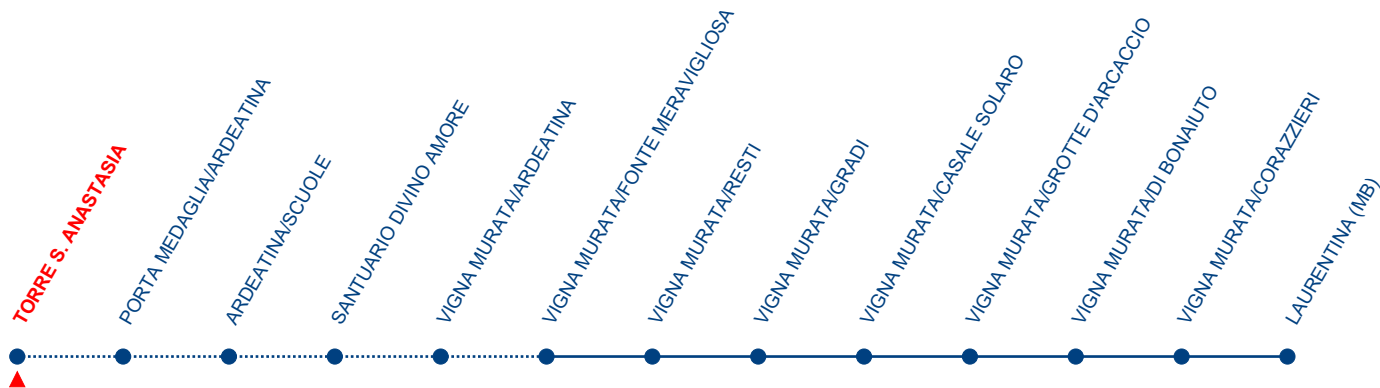 TORRE S. ANASTASIA
PORTA MEDAGLIA/ARDEATINA
ARDEATINA/SCUOLE
SANTUARIO DIVINO AMORE
VIGNA MURATA/ARDEATINA
VIGNA MURATA/FONTE MERAVIGLIOSA
VIGNA MURATA/RESTI
VIGNA MURATA/GRADI
VIGNA MURATA/CASALE SOLARO
VIGNA MURATA/GROTTE D'ARCACCIO
VIGNA MURATA/DI BONAIUTO
VIGNA MURATA/CORAZZIERI
LAURENTINA (MB)